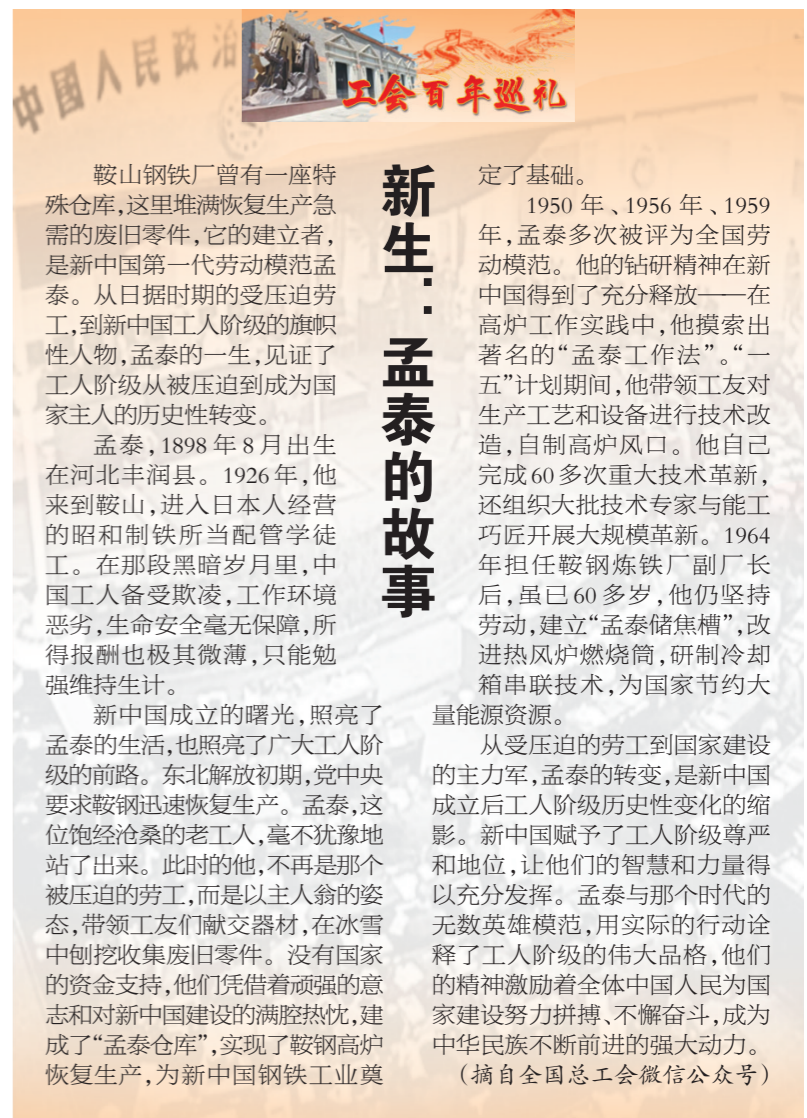 中國人民政治
工会百年巡礼
新生：孟泰的故事
鞍山钢铁厂曾有一座特
殊仓库，这里堆满恢复生产急
需的废旧零件，它的建立者，
是新中国第一代劳动模范孟
泰。从日据时期的受压迫劳
工，到新中国工人阶级的旗帜
性人物，孟泰的一生，见证了
工人阶级从被压迫到成为国
家主人的历史性转变。
孟泰，1898年8月出生
在河北丰润县。1926年，他
来到鞍山，进入日本人经营
的昭和制铁所当配管学徒
工。在那段黑暗岁月里，中
国工人备受欺凌，工作环境
恶劣，生命安全毫无保障，所
得报酬也极其微薄，只能勉
强维持生计。
新中国成立的曙光，照亮了
孟泰的生活，也照亮了广大工人阶
级的前路。东北解放初期，党中央
要求鞍钢迅速恢复生产。孟泰，这
位饱经沧桑的老工人，毫不犹豫地
站了出来。此时的他，不再是那个
被压迫的劳工，而是以主人翁的姿
态，带领工友们献交器材，在冰雪
中刨挖收集废旧零件。没有国家
的资金支持，他们凭借着顽强的意
志和对新中国建设的满腔热忱，建
成了“孟泰仓库”，实现了鞍钢高炉
恢复生产，为新中国钢铁工业奠
定了基础。
1950年、1956年、1959
年，孟泰多次被评为全国劳
动模范。他的钻研精神在新
中国得到了充分释放——在
高炉工作实践中，他摸索出
著名的“孟泰工作法”。“一
五”计划期间，他带领工友对
生产工艺和设备进行技术改
造，自制高炉风口。他自己
完成60多次重大技术革新，
还组织大批技术专家与能工
巧匠开展大规模革新。1964
年担任鞍钢炼铁厂副厂长
后，虽已60多岁，他仍坚持
劳动，建立“孟泰储焦槽”，改
进热风炉燃烧筒，研制冷却
箱串联技术，为国家节约大
量能源资源。
从受压迫的劳工到国家建设
的主力军，孟泰的转变，是新中国
成立后工人阶级历史性变化的缩
影。新中国赋予了工人阶级尊严
和地位，让他们的智慧和力量得
以充分发挥。孟泰与那个时代的
无数英雄模范，用实际的行动诠
释了工人阶级的伟大品格，他们
的精神激励着全体中国人民为国
家建设努力拼搏、不懈奋斗，成为
中华民族不断前进的强大动力。
（摘自全国总工会微信公众号）